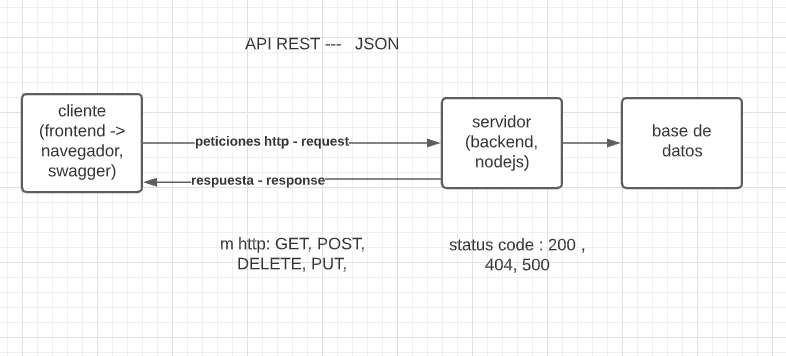 API REST --- JSON
cliente
(frontend ->
navegador,
swagger)
peticiones http - request
respuesta - response
servidor
(backend,
nodejs)
base de
datos
m http: GET, POST,
DELETE, PUT,
status code : 200 ,
404, 500